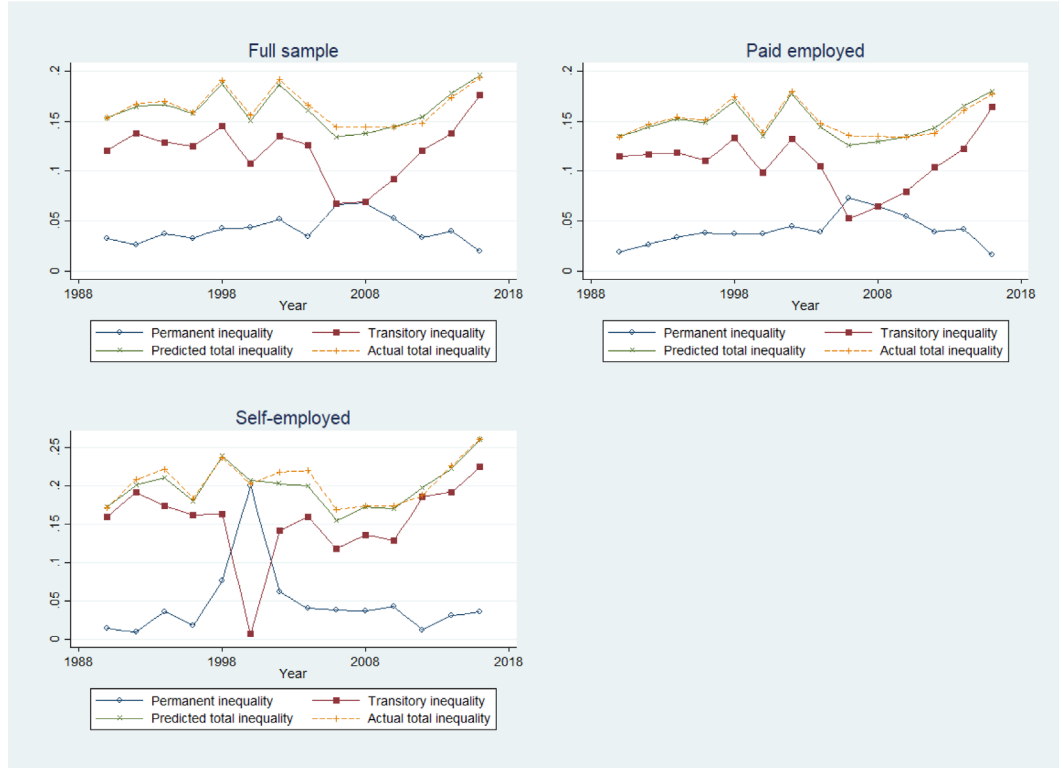 Full sample
.2
.15
.1
.05
0
1988 1998 2008 2018
Year
Permanent inequality Transitory inequality
Predicted total inequality Actual total inequality
Paid employed
.2
.15
.1
.05
0
1988 1998 2008 2018
Year
Permanent inequality Transitory inequality
Predicted total inequality Actual total inequality
Self-employed
.25
.2
.15
.1
.05
0
1988 1998 2008 2018
Year
Permanent inequality Transitory inequality
Predicted total inequality Actual total inequality